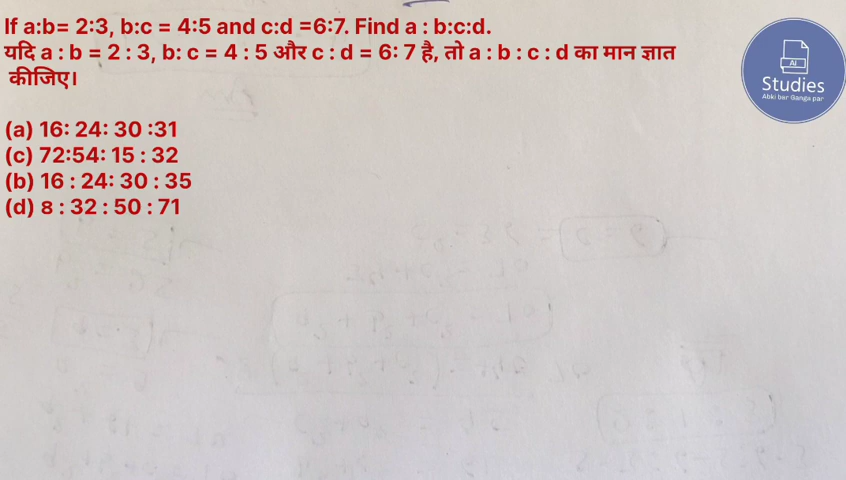 If a:b= 2:3, b:c = 4:5 and c:d =6:7. Find a : b:c:d.
यदि a : b = 2 : 3, b: c = 4 : 5 और c : d = 6: 7 है, तो a : b : c : d का मान ज्ञात
कीजिए।
(a) 16: 24: 30 :31
(c) 72:54: 15 : 32
(b) 16 : 24: 30 : 35
(d) 8 : 32 : 50 : 71
AI
Studies
Abki bar Ganga par